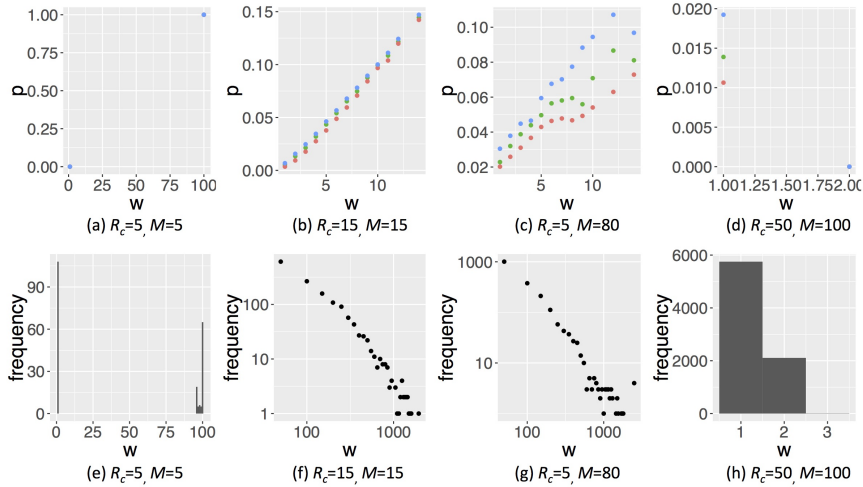 1.00
0.75
0.50
0.25
0.00
p
0 25 50 75 100
w
(a) Rc=5, M=5
0.15
0.10
0.05
0.00
p
5 10
w
(b) Rc=15, M=15
0.10
0.08
0.06
0.04
0.02
p
5 10
w
(c) Rc=5, M=80
0.020
0.015
0.010
0.005
0.000
p
1.001.251.501.752.00
w
(d) Rc=50, M=100
90
60
30
0
frequency
0 25 50 75 100
w
(e) Rc=5, M=5
100
10
1
frequency
100 1000
w
(f) Rc=15, M=15
1000
10
frequency
100 1000
w
(g) Rc=5, M=80
6000
4000
2000
0
frequency
1 2 3
w
(h) Rc=50, M=100